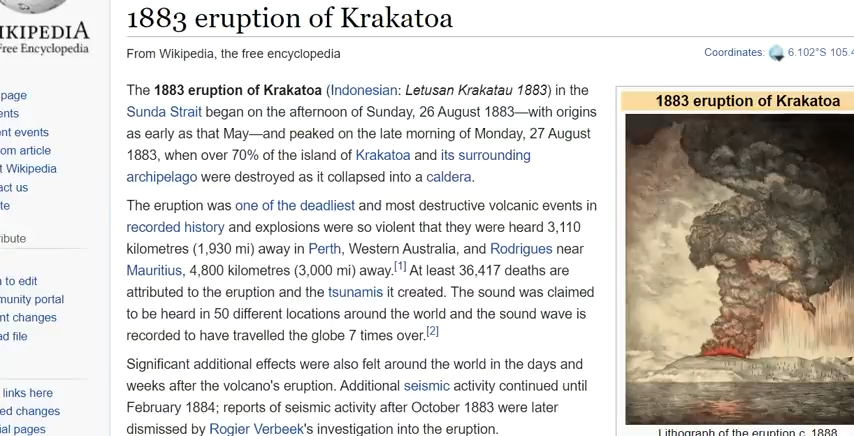 1883 eruption of Krakatoa
Free Encyclopedia
From Wikipedia, the free encyclopedia
Coordinates: 6.102°S 105.4
page
The 1883 eruption of Krakatoa (Indonesian: Letusan Krakatau 1883) in the
Sunda Strait began on the afternoon of Sunday, 26 August 1883—with origins
as early as that May—and peaked on the late morning of Monday, 27 August
1883, when over 70% of the island of Krakatoa and its surrounding
archipelago were destroyed as it collapsed into a caldera.
The eruption was one of the deadliest and most destructive volcanic events in
recorded history and explosions were so violent that they were heard 3,110
kilometres (1,930 mi) away in Perth, Western Australia, and Rodrigues near
Mauritius, 4,800 kilometres (3,000 mi) away.[1] At least 36,417 deaths are
attributed to the eruption and the tsunamis it created. The sound was claimed
to be heard in 50 different locations around the world and the sound wave is
recorded to have travelled the globe 7 times over.[2]
Significant additional effects were also felt around the world in the days and
weeks after the volcano's eruption. Additional seismic activity continued until
February 1884; reports of seismic activity after October 1883 were later
dismissed by Rogier Verbeek's investigation into the eruption.
1883 eruption of Krakatoa
Lithograph of the eruption c. 1888
events
article
Wikipedia
us
to edit
portal
changes
file
links here
changes
pages